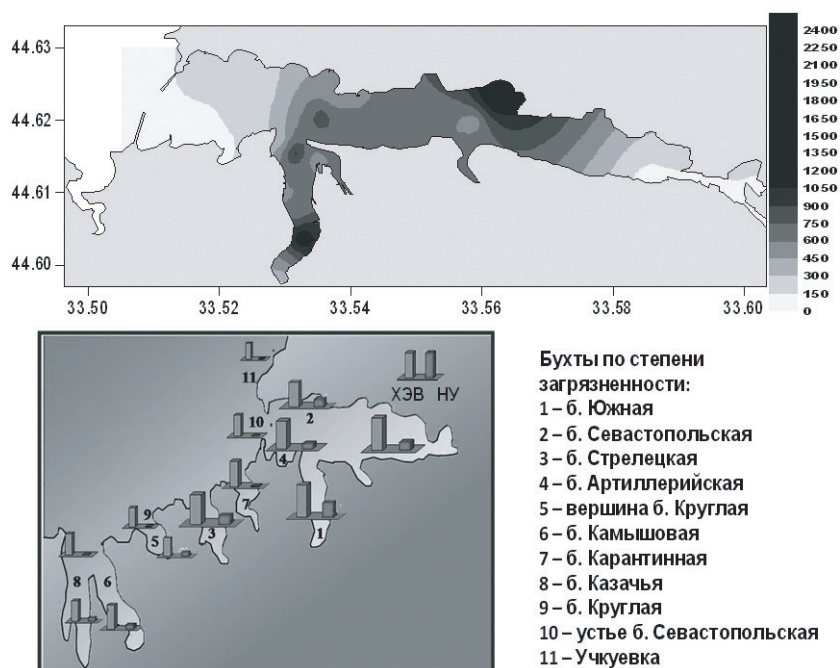 44.63
44.62
44.61
44.60
33.50 33.52 33.54 33.56 33.58 33.60
2400
2250
2100
1950
1800
1650
1500
1350
1200
1050
900
750
600
450
300
150
0
ХЭВ НУ
11
2
10
4
7
9
3
5
1
8
6
Бухты по степени
загрязненности:
1 – б. Южная
2 – б. Севастопольская
3 – б. Стрелецкая
4 – б. Артиллерийская
5 – вершина б. Круглая
6 – б. Камышовая
7 – б. Карантинная
8 – б. Казачья
9 – б. Круглая
10 – устье б. Севастопольская
11 – Учкуевка